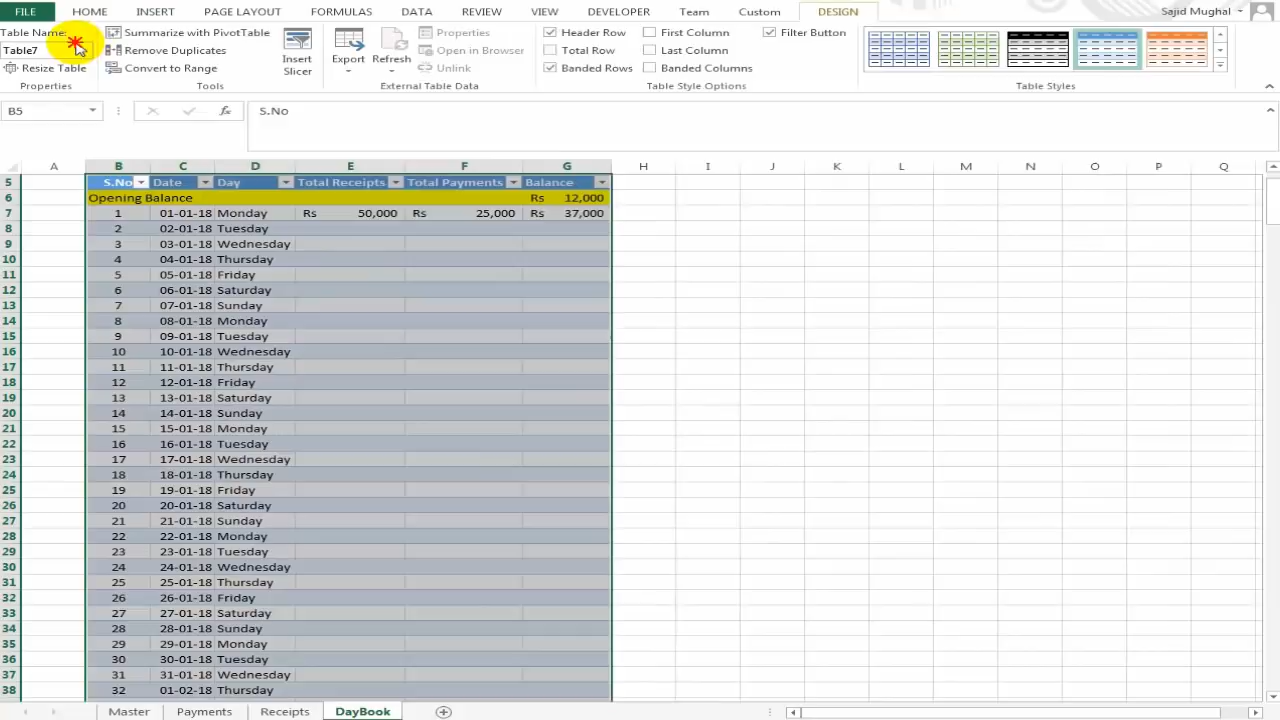 FILE HOME INSERT PAGE LAYOUT FORMULAS DATA REVIEW VIEW DEVELOPER Team Custom DESIGN Sajid Mughal
Table Name: Summarize with PivotTable Properties Header Row First Column Filter Button
Table7 Remove Duplicates Open in Browser Total Row Last Column
Resize Table Convert to Range Insert Slicer Export Refresh Unlink Banded Rows Banded Columns
Properties Tools External Table Data Table Style Options Table Styles
B5 fx S.No
A B C D E F G H I J K L M N O P Q
5 S.No Date Day Total Receipts Total Payments Balance
6 Opening Balance Rs 12,000
7 1 01-01-18 Monday Rs 50,000 Rs 25,000 Rs 37,000
8 2 02-01-18 Tuesday
9 3 03-01-18 Wednesday
10 4 04-01-18 Thursday
11 5 05-01-18 Friday
12 6 06-01-18 Saturday
13 7 07-01-18 Sunday
14 8 08-01-18 Monday
15 9 09-01-18 Tuesday
16 10 10-01-18 Wednesday
17 11 11-01-18 Thursday
18 12 12-01-18 Friday
19 13 13-01-18 Saturday
20 14 14-01-18 Sunday
21 15 15-01-18 Monday
22 16 16-01-18 Tuesday
23 17 17-01-18 Wednesday
24 18 18-01-18 Thursday
25 19 19-01-18 Friday
26 20 20-01-18 Saturday
27 21 21-01-18 Sunday
28 22 22-01-18 Monday
29 23 23-01-18 Tuesday
30 24 24-01-18 Wednesday
31 25 25-01-18 Thursday
32 26 26-01-18 Friday
33 27 27-01-18 Saturday
34 28 28-01-18 Sunday
35 29 29-01-18 Monday
36 30 30-01-18 Tuesday
37 31 31-01-18 Wednesday
38 32 01-02-18 Thursday
Master Payments Receipts DayBook